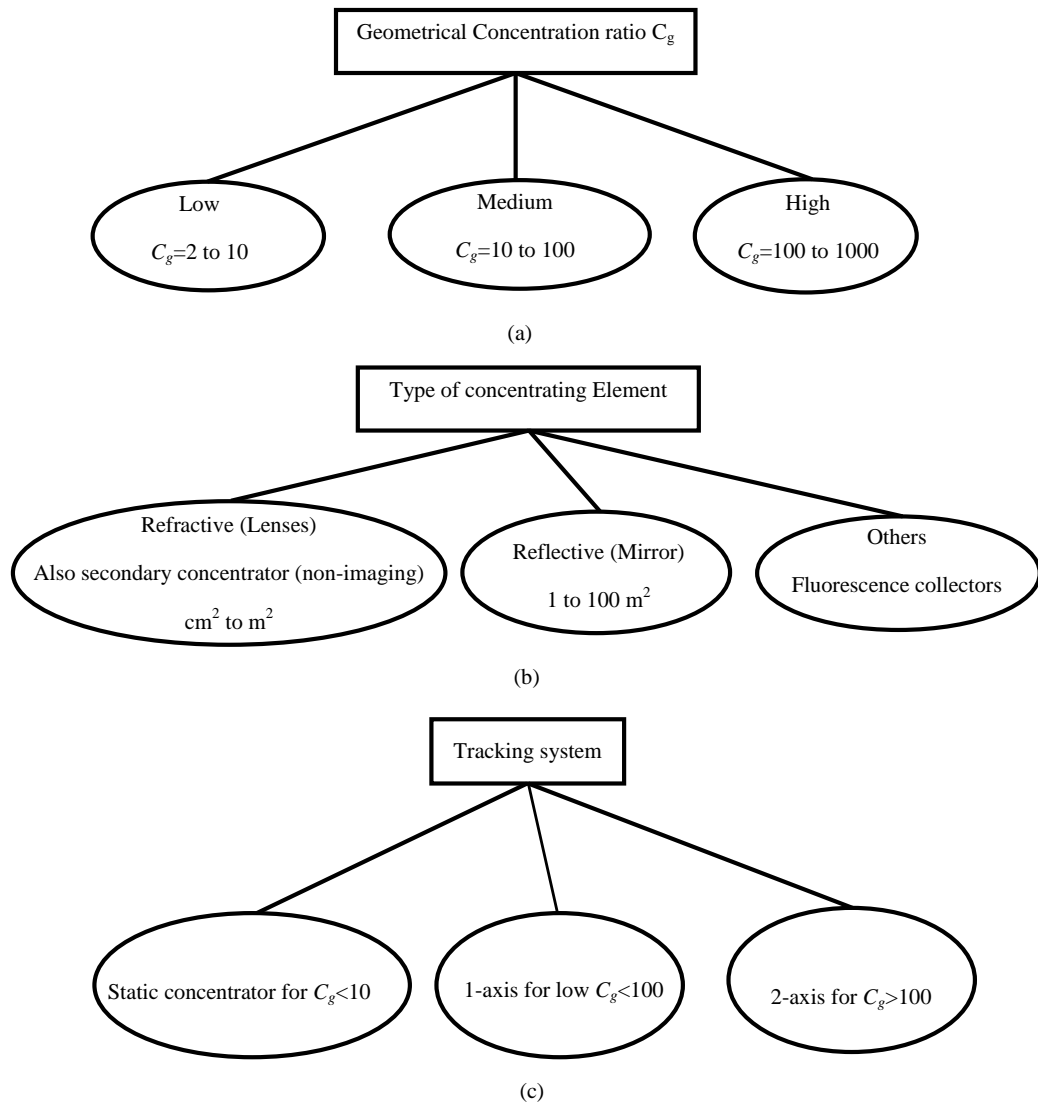 Geometrical Concentration ratio Cg
Low
Cg=2 to 10
Medium
Cg=10 to 100
High
Cg=100 to 1000
(a)
Type of concentrating Element
Refractive (Lenses)
Also secondary concentrator (non-imaging)
cm² to m²
Reflective (Mirror)
1 to 100 m²
Others
Fluorescence collectors
(b)
Tracking system
Static concentrator for Cg<10
1-axis for low Cg<100
2-axis for Cg>100
(c)